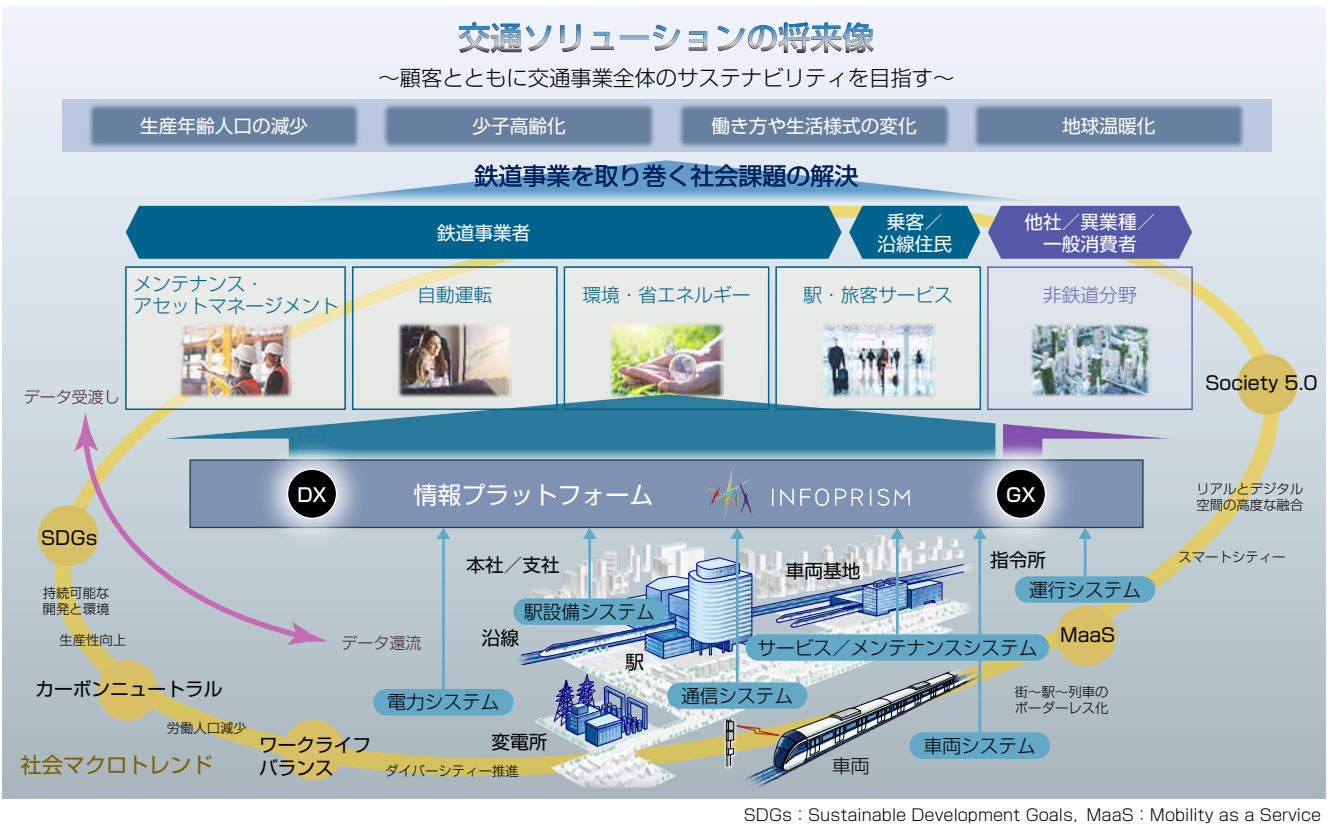 交通ソリューションの将来像
〜顧客とともに交通事業全体のサステナビリティを目指す〜
生産年齢人口の減少
少子高齢化
働き方や生活様式の変化
地球温暖化
鉄道事業を取り巻く社会課題の解決
鉄道事業者
乗客／
沿線住民
他社／異業種／
一般消費者
メンテナンス・
アセットマネージメント
自動運転
環境・省エネルギー
駅・旅客サービス
非鉄道分野
データ受渡し
Society 5.0
DX
情報プラットフォーム
INFOPRISM
GX
リアルとデジタル
空間の高度な融合
SDGs
持続可能な
開発と環境
生産性向上
データ還流
本社／支社
車両基地
指令所
スマートシティー
駅設備システム
運行システム
沿線
駅
サービス／メンテナンスシステム
MaaS
カーボンニュートラル
電力システム
通信システム
街〜駅〜列車の
ボーダーレス化
労働人口減少
ワークライフ
バランス
変電所
車両システム
社会マクロトレンド
ダイバーシティー推進
車両
SDGs：Sustainable Development Goals, MaaS：Mobility as a Service